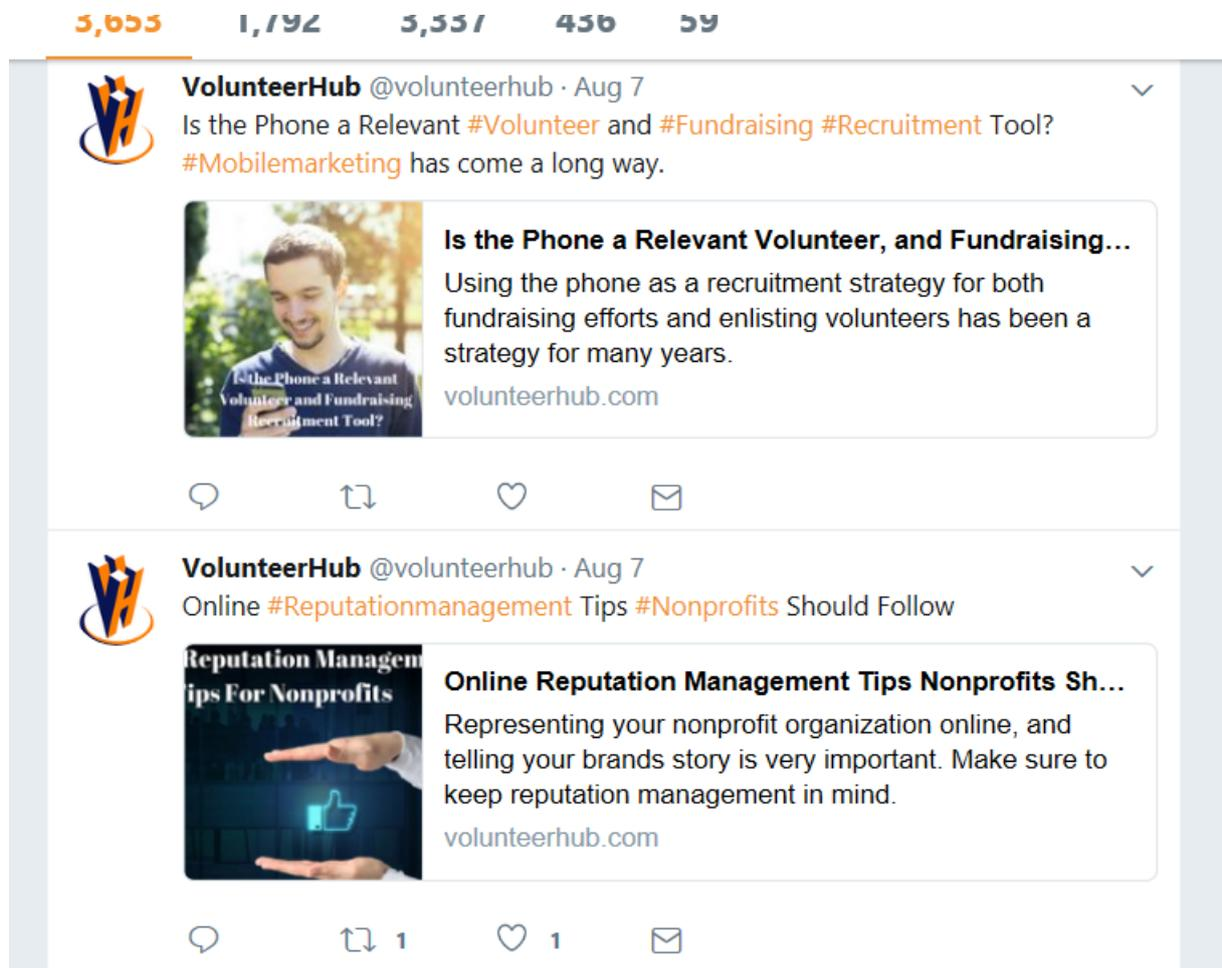 3,653 1,792 3,337 436 59
VolunteerHub @volunteerhub · Aug 7
Is the Phone a Relevant #Volunteer and #Fundraising #Recruitment Tool?
#Mobilemarketing has come a long way.
Is the Phone a Relevant
Volunteer and Fundraising
Recruitment Tool?
Is the Phone a Relevant Volunteer, and Fundraising...
Using the phone as a recruitment strategy for both
fundraising efforts and enlisting volunteers has been a
strategy for many years.
volunteerhub.com
VolunteerHub @volunteerhub · Aug 7
Online #Reputationmanagement Tips #Nonprofits Should Follow
Reputation Managem
ips For Nonprofits
Online Reputation Management Tips Nonprofits Sh...
Representing your nonprofit organization online, and
telling your brands story is very important. Make sure to
keep reputation management in mind.
volunteerhub.com
1 1